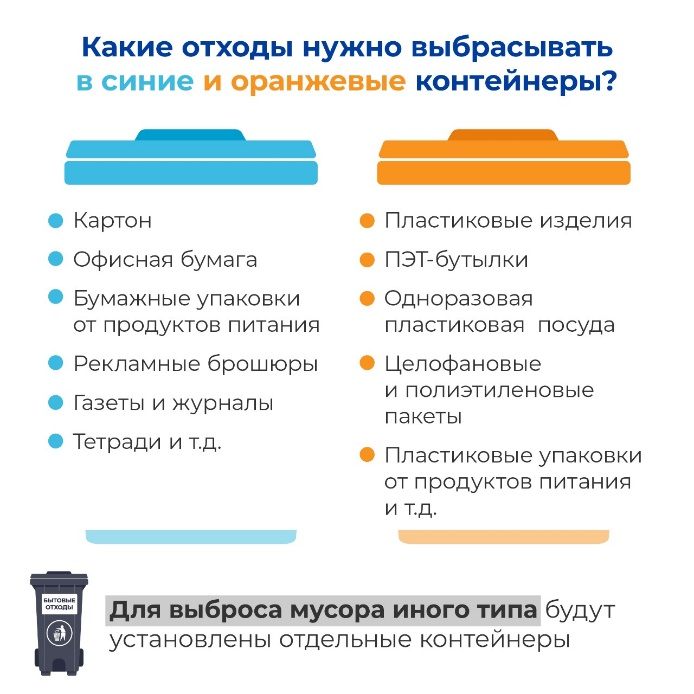 Какие отходы нужно выбрасывать
в синие и оранжевые контейнеры?
Картон
Офисная бумага
Бумажные упаковки
от продуктов питания
Рекламные брошюры
Газеты и журналы
Тетради и т.д.
Пластиковые изделия
ПЭТ-бутылки
Одноразовая
пластиковая посуда
Целофановые
и полиэтиленовые
пакеты
Пластиковые упаковки
от продуктов питания
и т.д.
БЫТОВЫЕ
ОТХОДЫ
Для выброса мусора иного типа будут
установлены отдельные контейнеры